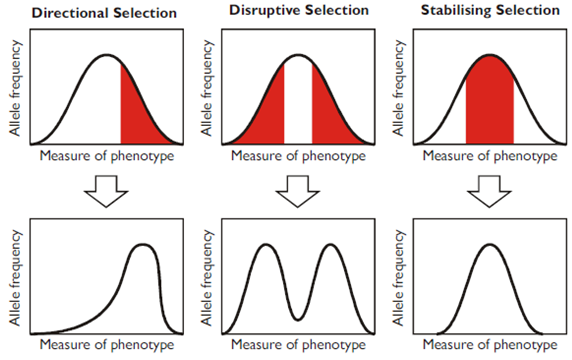 Directional Selection
Disruptive Selection
Stabilising Selection
Allele frequency
Measure of phenotype
Allele frequency
Measure of phenotype
Allele frequency
Measure of phenotype
Allele frequency
Measure of phenotype
Allele frequency
Measure of phenotype
Allele frequency
Measure of phenotype